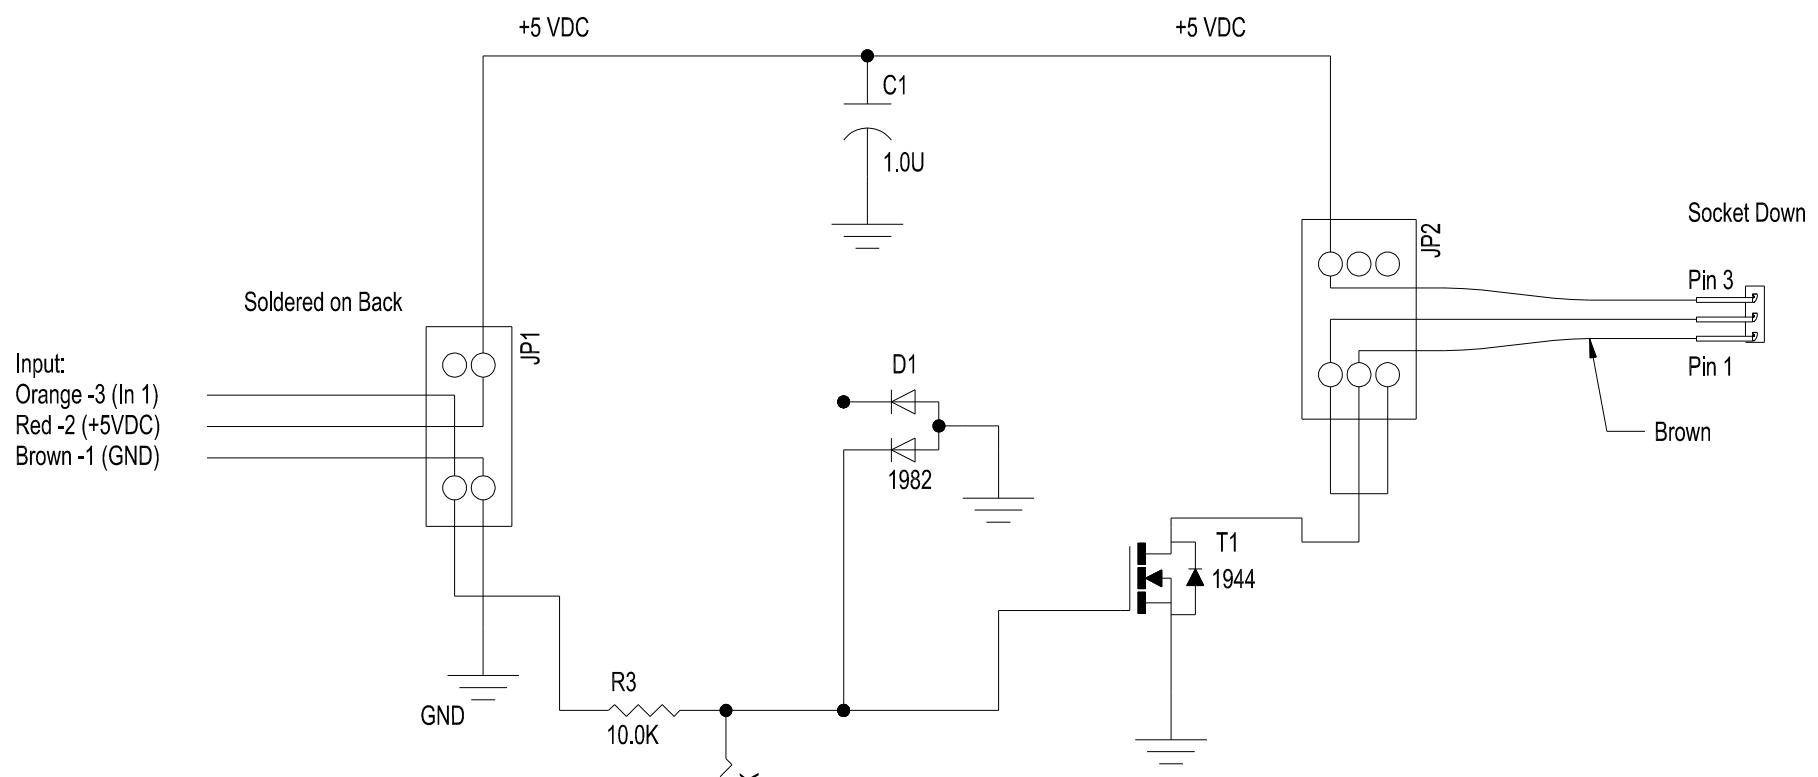 +5 VDC
+5 VDC
C1
1.0U
Socket Down
JP2
Pin 3
Soldered on Back
JP1
Input:
Orange -3 (In 1)
Red -2 (+5VDC)
Brown -1 (GND)
D1
1982
Pin 1
Brown
T1
1944
R3
10.0K
GND